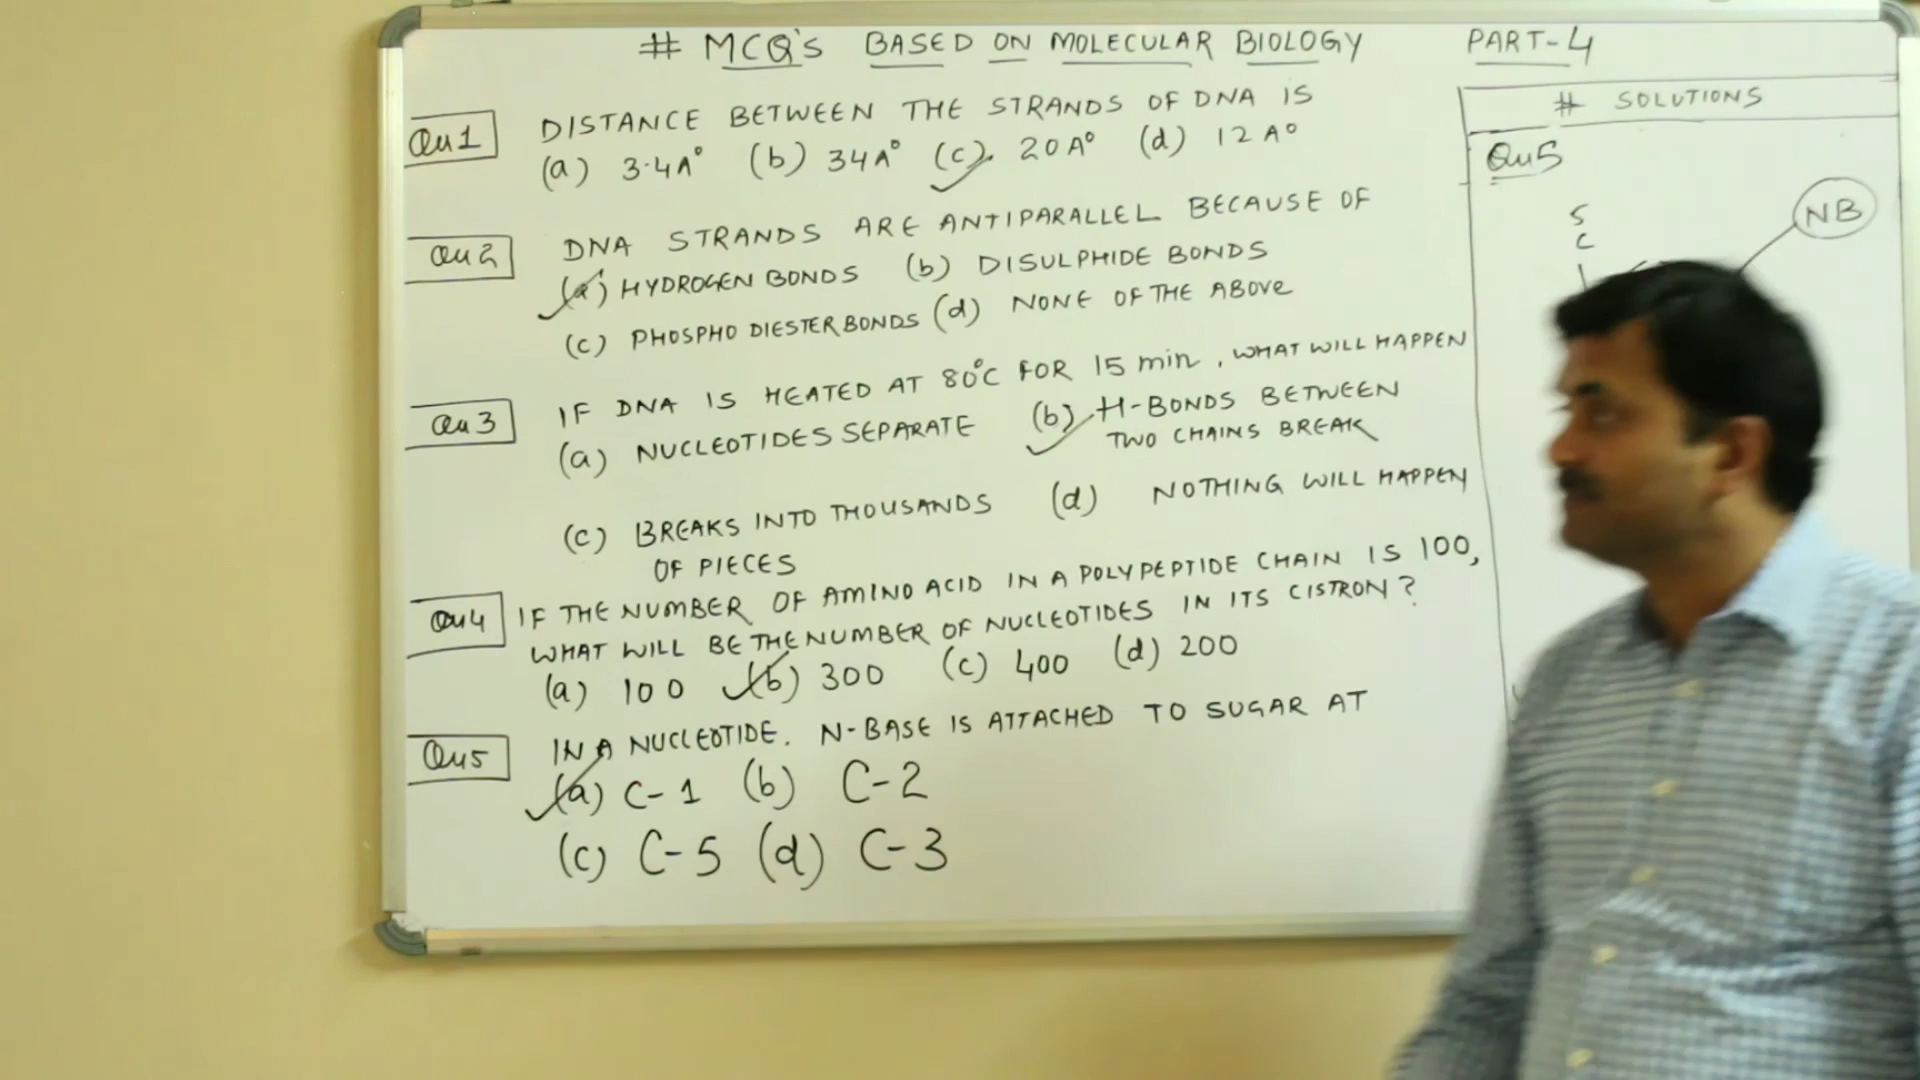 # MCQ'S BASED ON MOLECULAR BIOLOGY PART-4
Qu1 DISTANCE BETWEEN THE STRANDS OF DNA IS
(a) 3.4A° (b) 34A° (c) 20A° (d) 12A°
Qu2 DNA STRANDS ARE ANTIPARALLEL BECAUSE OF
(a) HYDROGEN BONDS (b) DISULPHIDE BONDS
(c) PHOSPHO DIESTER BONDS (d) NONE OF THE ABOVE
Qu3 IF DNA IS HEATED AT 80°C FOR 15 min, WHAT WILL HAPPEN
(a) NUCLEOTIDES SEPARATE (b) H-BONDS BETWEEN
TWO CHAINS BREAK
(c) BREAKS INTO THOUSANDS (d) NOTHING WILL HAPPEN
OF PIECES
Qu4 IF THE NUMBER OF AMINO ACID IN A POLYPEPTIDE CHAIN IS 100,
WHAT WILL BE THE NUMBER OF NUCLEOTIDES IN ITS CISTRON?
(a) 100 (b) 300 (c) 400 (d) 200
Qu5 IN A NUCLEOTIDE. N-BASE IS ATTACHED TO SUGAR AT
(a) C-1 (b) C-2
(c) C-5 (d) C-3
# SOLUTIONS
Qu5
5
C
NB